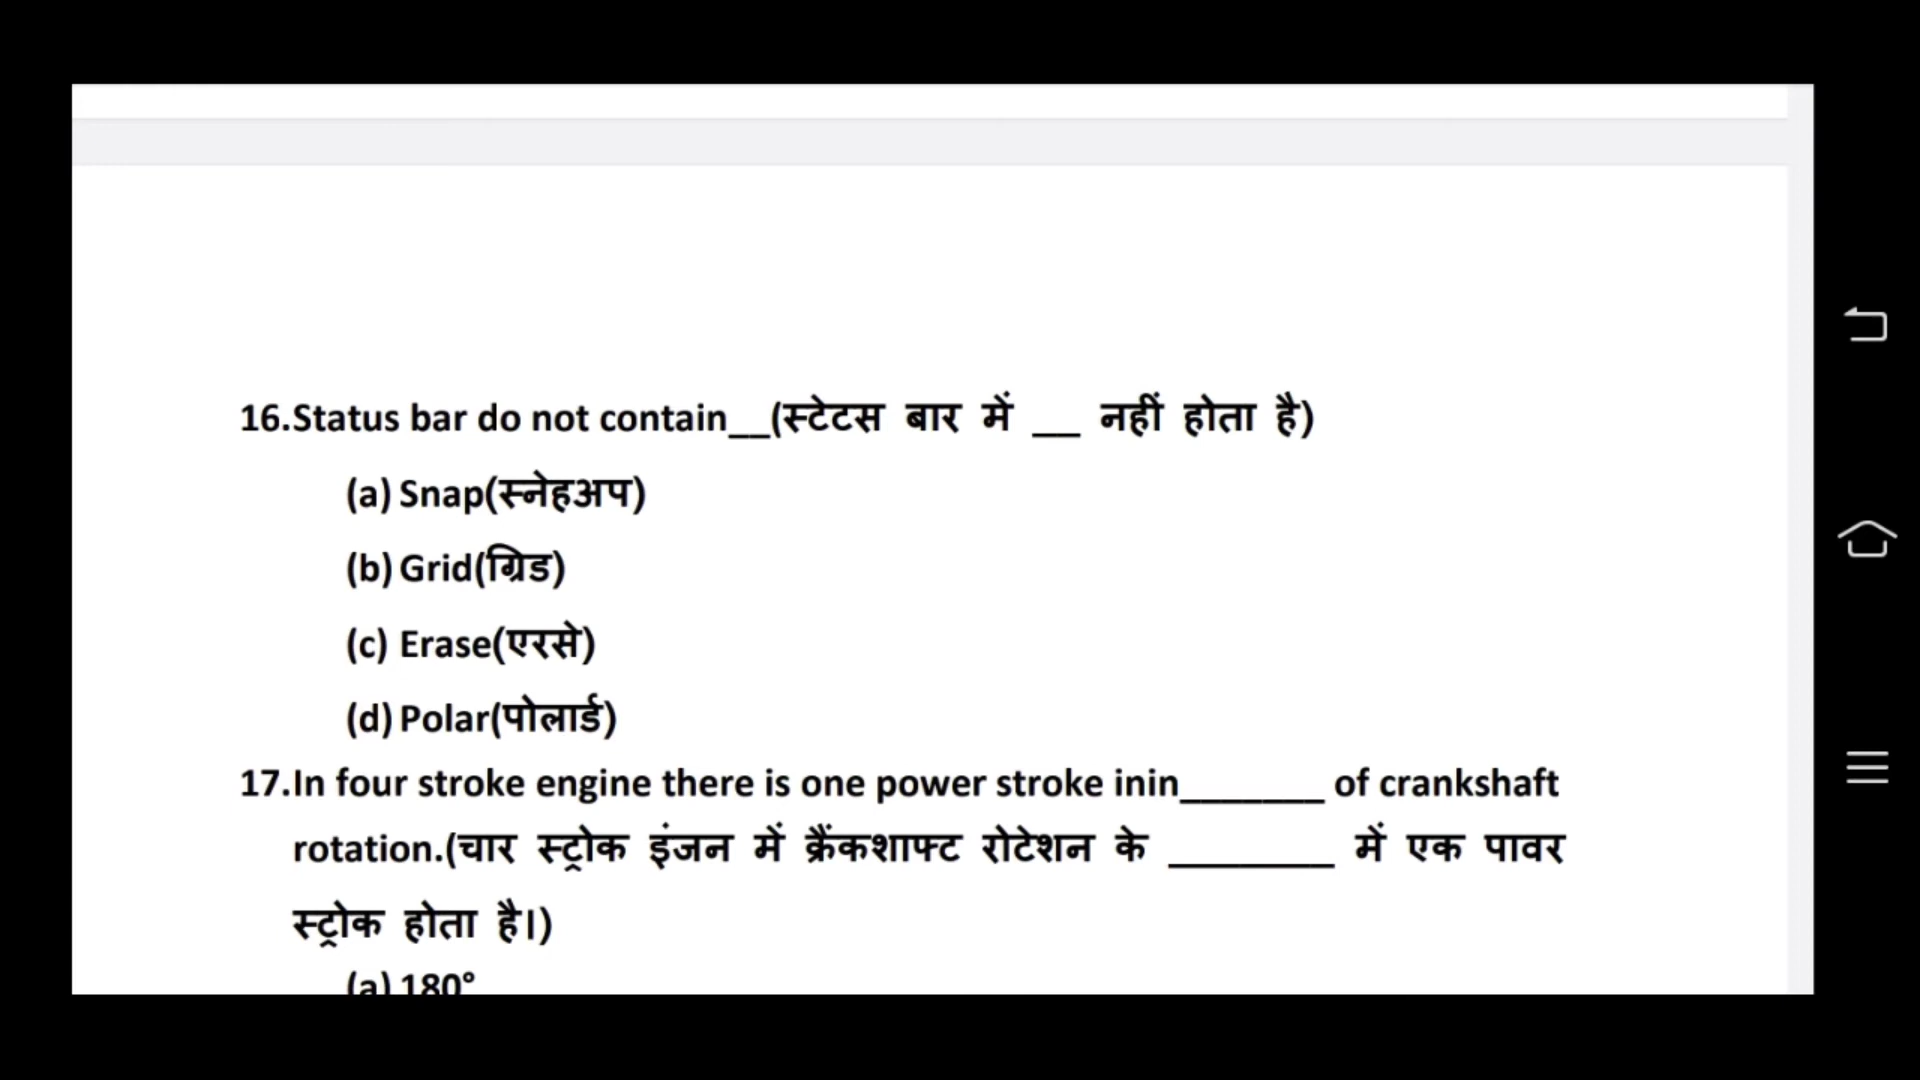 16.Status bar do not contain__(स्टेटस बार में __ नहीं होता है)
(a) Snap(स्नेहअप)
(b) Grid(ग्रिड)
(c) Erase(एरसे)
(d) Polar(पोलार्ड)
17.In four stroke engine there is one power stroke inin_______ of crankshaft
rotation.(चार स्ट्रोक इंजन में क्रैंकशाफ्ट रोटेशन के ________ में एक पावर
स्ट्रोक होता है।)
(a) 180°